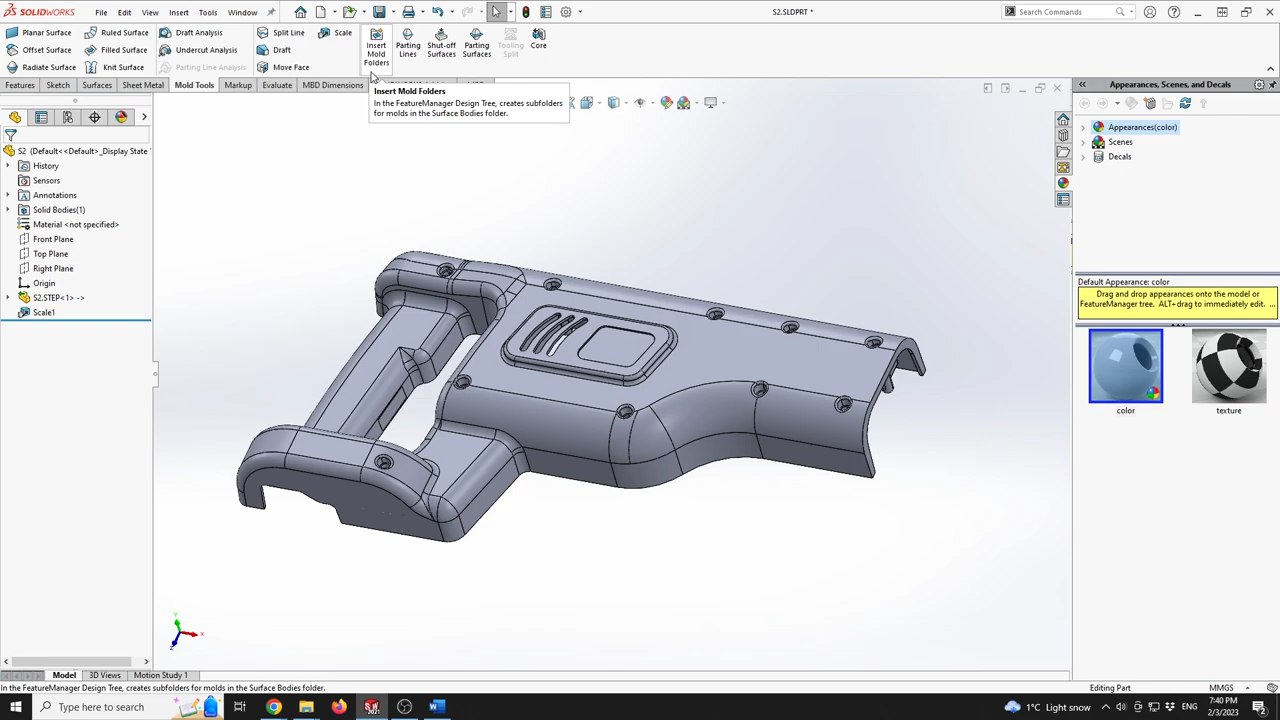 SOLIDWORKS
File
Edit
View
Insert
Tools
Window
S2.SLDPRT *
Search Commands
Planar Surface
Ruled Surface
Draft Analysis
Split Line
Scale
Insert
Mold
Folders
Parting
Lines
Shut-off
Surfaces
Parting
Surfaces
Tooling
Split
Core
Offset Surface
Filled Surface
Undercut Analysis
Draft
Radiate Surface
Knit Surface
Parting Line Analysis
Move Face
Features
Sketch
Surfaces
Sheet Metal
Mold Tools
Markup
Evaluate
MBD Dimensions
Insert Mold Folders
In the FeatureManager Design Tree, creates subfolders
for molds in the Surface Bodies folder.
Appearances, Scenes, and Decals
Appearances(color)
Scenes
Decals
S2 (Default<<Default>_Display State
History
Sensors
Annotations
Solid Bodies(1)
Material <not specified>
Front Plane
Top Plane
Right Plane
Origin
S2.STEP<1> ->
Scale1
Default Appearance: color
Drag and drop appearances onto the model or
FeatureManager tree. ALT+drag to immediately edit. ...
color
texture
Y
X
Z
Model
3D Views
Motion Study 1
In the FeatureManager Design Tree, creates subfolders for molds in the Surface Bodies folder.
Editing Part
MMGS
Type here to search
SW
2021
W
1°C Light snow
7:40 PM
2/3/2023
2